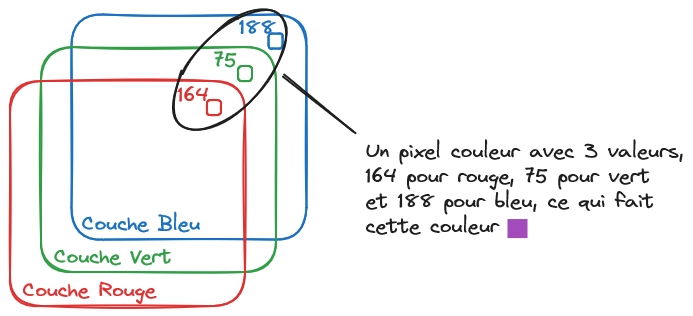 188
75
164
Un pixel couleur avec 3 valeurs,
164 pour rouge, 75 pour vert
et 188 pour bleu, ce qui fait
cette couleur
Couche Bleu
Couche Vert
Couche Rouge